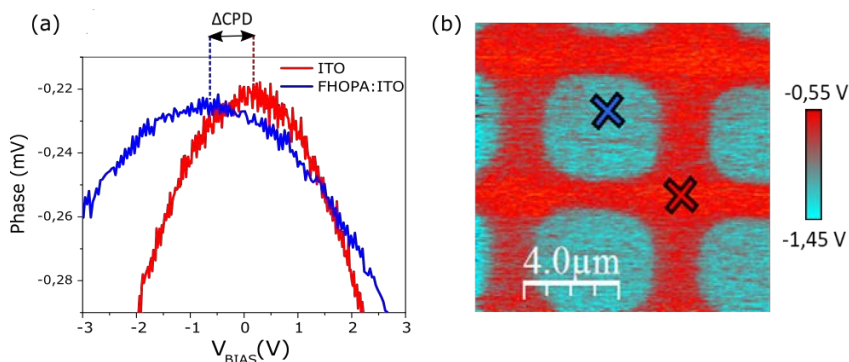 (a)
ΔCPD
ITO
FHOPA:ITO
Phase (mV)
-0,22
-0,24
-0,26
-0,28
-3 -2 -1 0 1 2 3
V_BIAS(V)
(b)
4.0µm
-0,55 V
-1,45 V